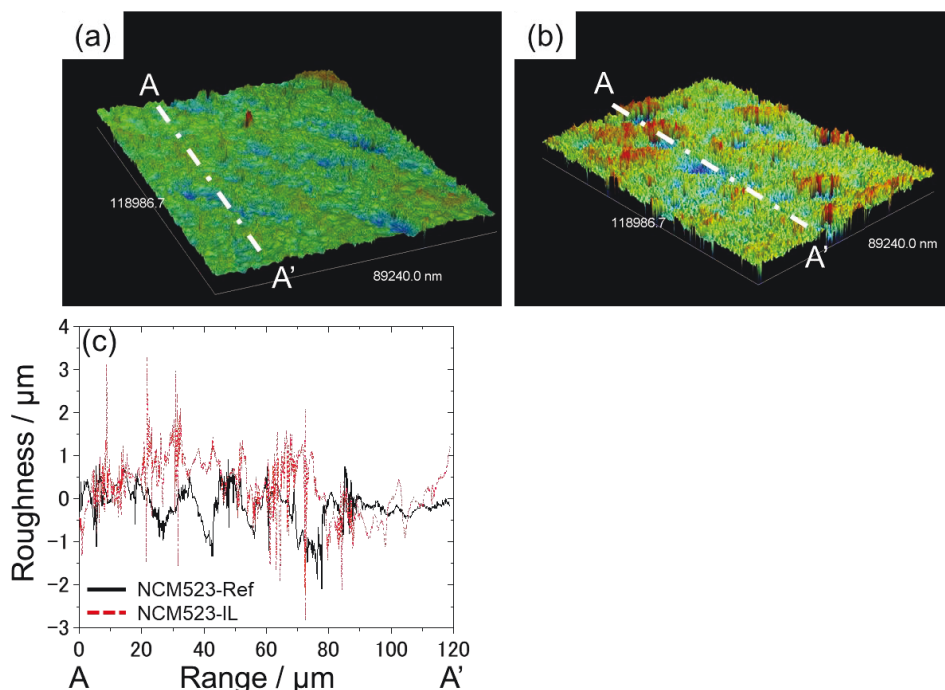 (a)
A
118986.7
89240.0 nm
A’
(b)
A
118986.7
89240.0 nm
A’
(c)
Roughness / μm
4
3
2
1
0
-1
-2
-3
NCM523-Ref
NCM523-IL
0 20 40 60 80 100 120
A Range / μm A’